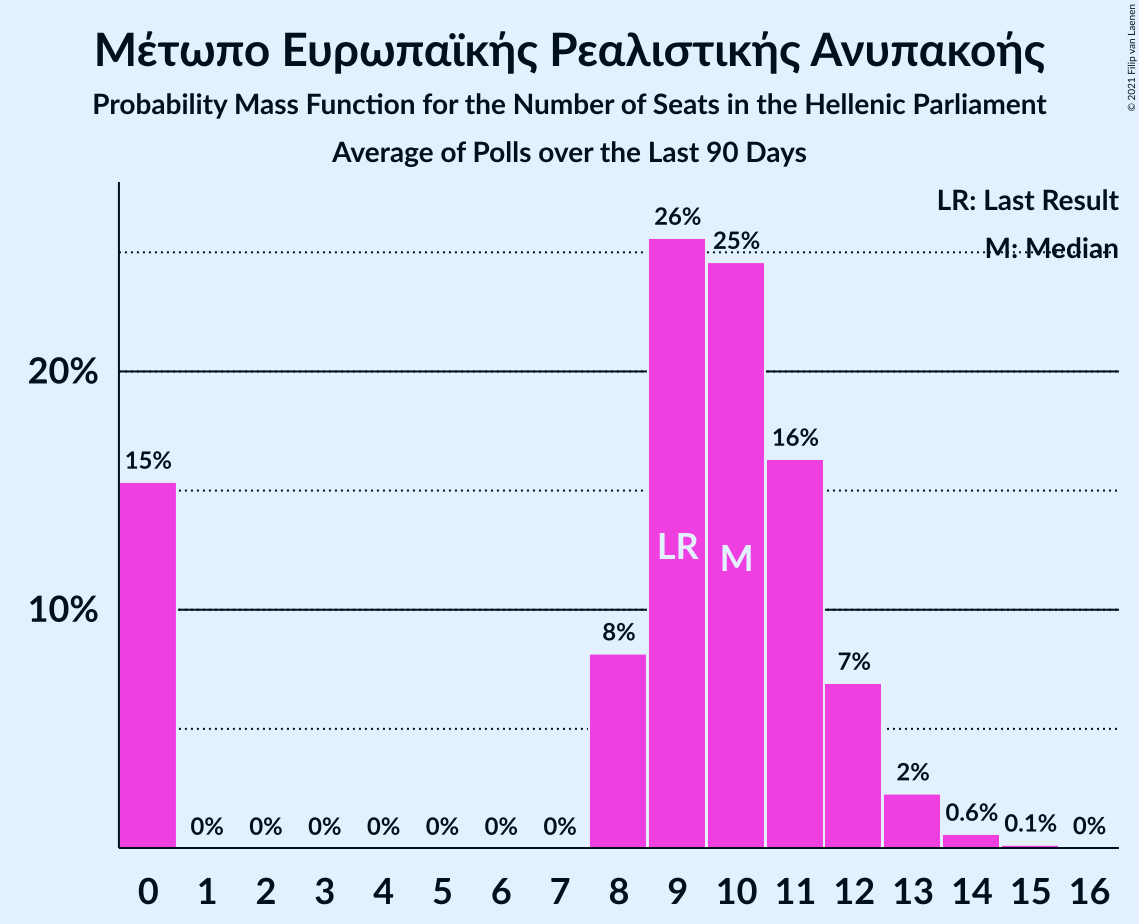 Μέτωπο Ευρωπαϊκής Ρεαλιστικής Ανυπακοής
Probability Mass Function for the Number of Seats in the Hellenic Parliament
Average of Polls over the Last 90 Days
© 2021 Filip van Laenen
LR: Last Result
M: Median
26%
25%
20%
16%
15%
LR
M
10%
8%
7%
2%
0.6%
0.1%
0% 0% 0% 0% 0% 0% 0% 0%
0 1 2 3 4 5 6 7 8 9 10 11 12 13 14 15 16